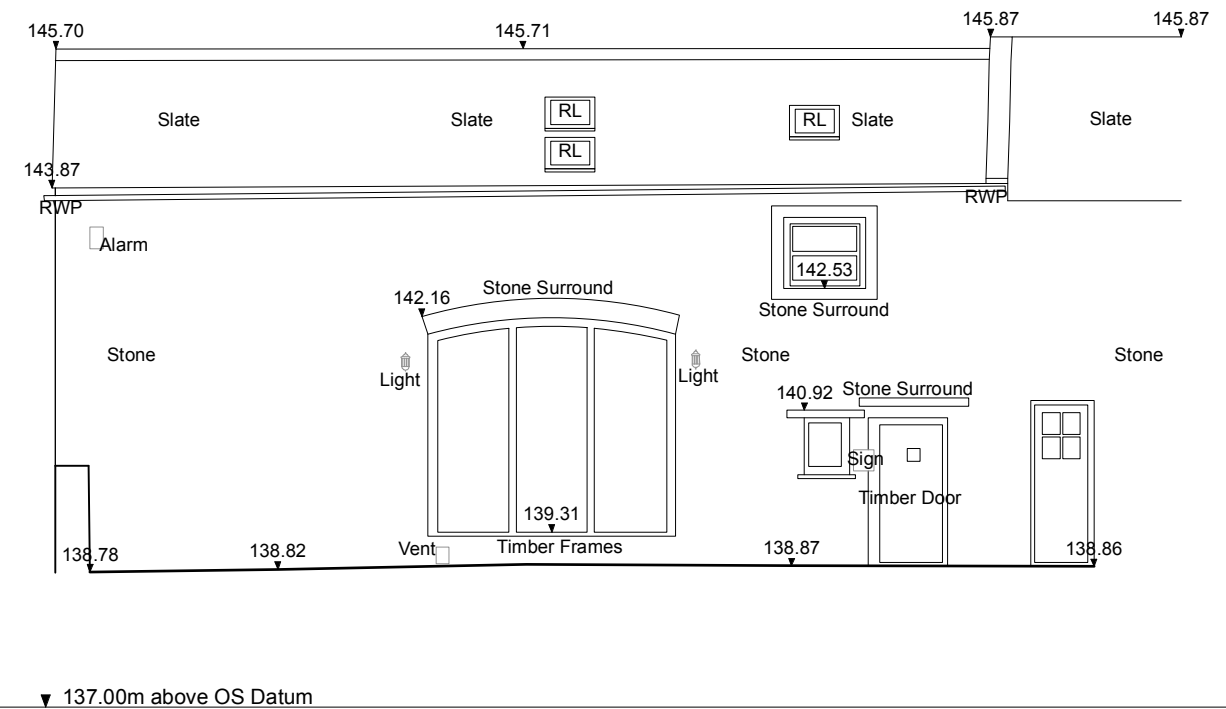 145.70
145.71
145.87
145.87
Slate
Slate
RL
RL
Slate
Slate
RL
143.87
RWP
RWP
Alarm
142.53
Stone Surround
142.16
Stone Surround
Stone
Stone
Stone
Light
Light
140.92
Stone Surround
Sign
Timber Door
139.31
138.78
138.82
Vent
Timber Frames
138.87
138.86
137.00m above OS Datum